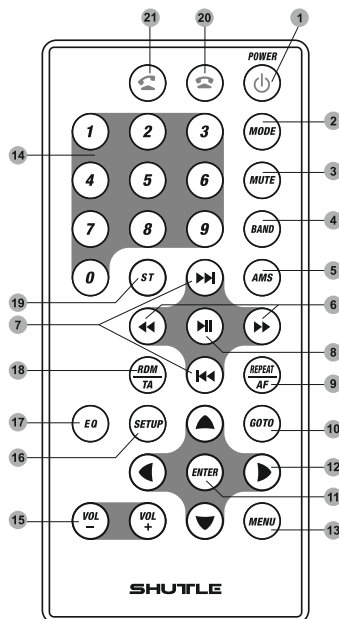 21
20
1
POWER
1 2 3 MODE 2
14
4 5 6 MUTE 3
7 8 9 BAND 4
0 ST AMS 5
19
7
6
8
18 RDM TA REPEAT AF 9
17 EQ SETUP GOTO 10
16
12
ENTER 11
15 VOL - VOL + MENU 13
SHUTTLE